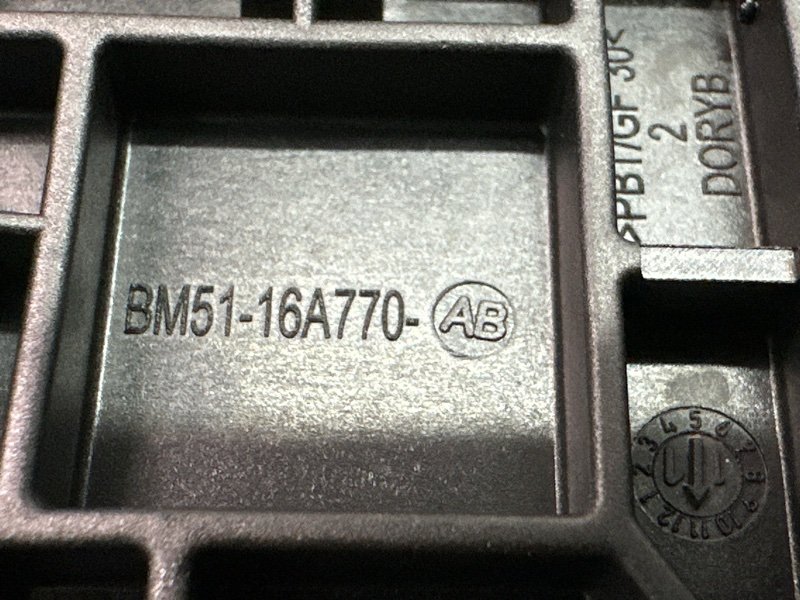 BM51-16A770-AB
>PBT/GF 30<
2
DORYB
1 2 3 4 5 6 7 8 9 10 11 12